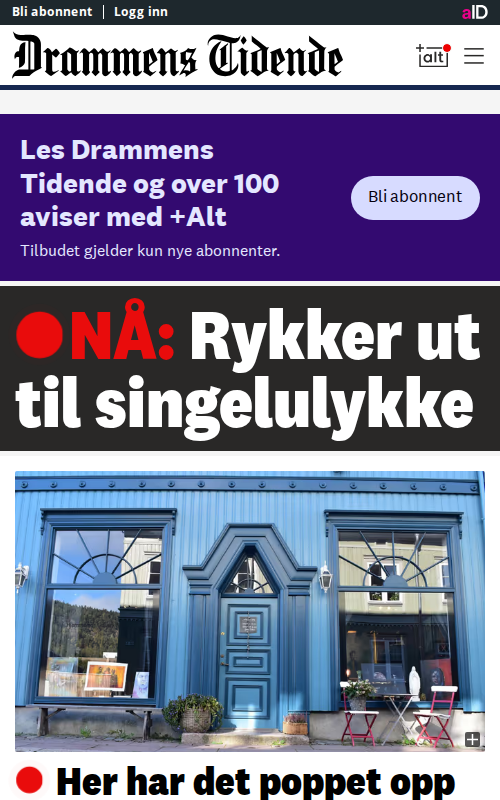 Bli abonnent | Logg inn
aID
Drammens Tidende
+alt
Les Drammens
Tidende og over 100
aviser med +Alt
Bli abonnent
Tilbudet gjelder kun nye abonnenter.
NÅ: Rykker ut
til singelulykke
Her har det poppet opp